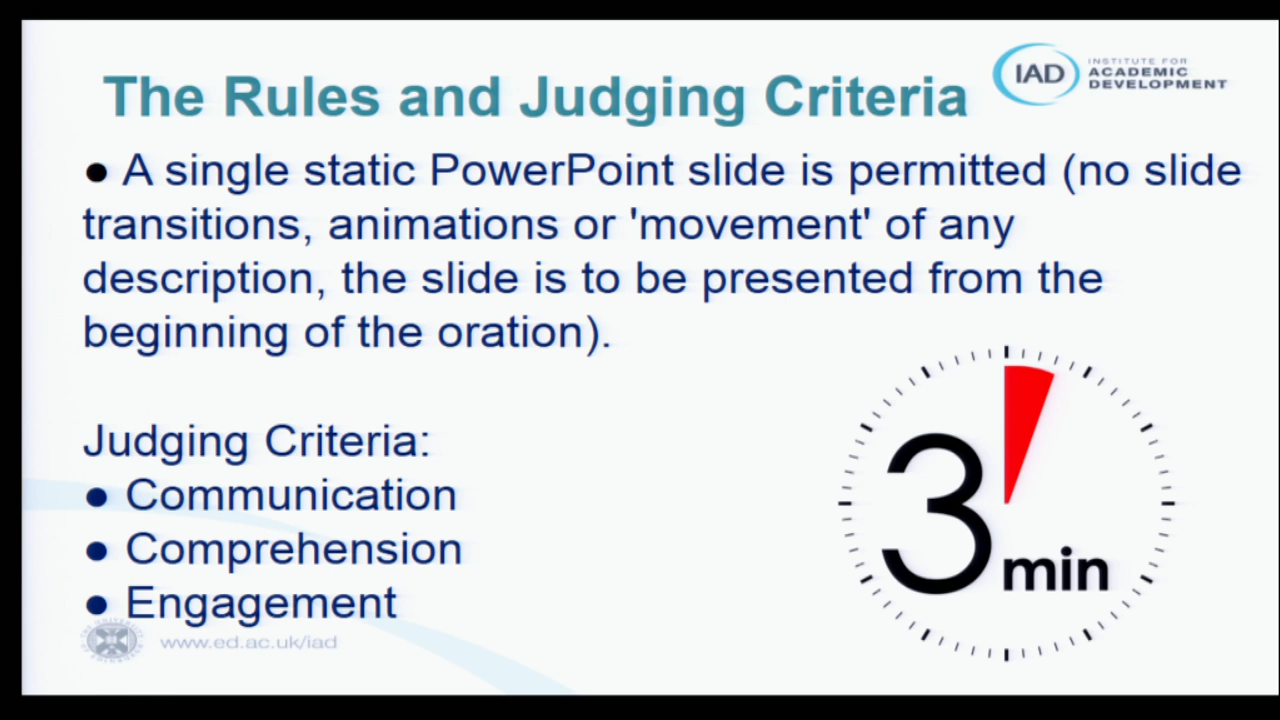 The Rules and Judging Criteria
IAD
INSTITUTE FOR
ACADEMIC
DEVELOPMENT
● A single static PowerPoint slide is permitted (no slide
transitions, animations or 'movement' of any
description, the slide is to be presented from the
beginning of the oration).
Judging Criteria:
● Communication
● Comprehension
● Engagement
3 min
www.ed.ac.uk/iad